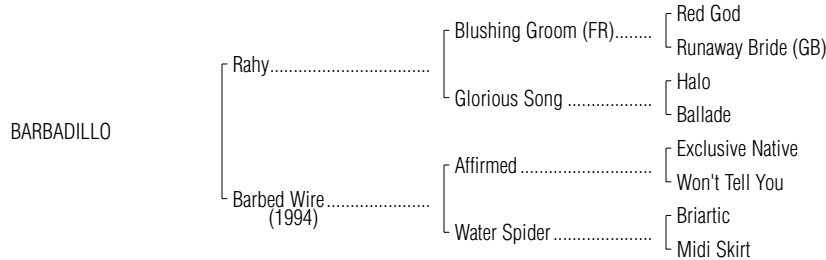 Red God
Blushing Groom (FR)........
Runaway Bride (GB)
Rahy.................................
Halo
Glorious Song .................
Ballade
BARBADILLO
Exclusive Native
Affirmed ...........................
Won't Tell You
Barbed Wire.....................
(1994)
Briartic
Water Spider....................
Midi Skirt